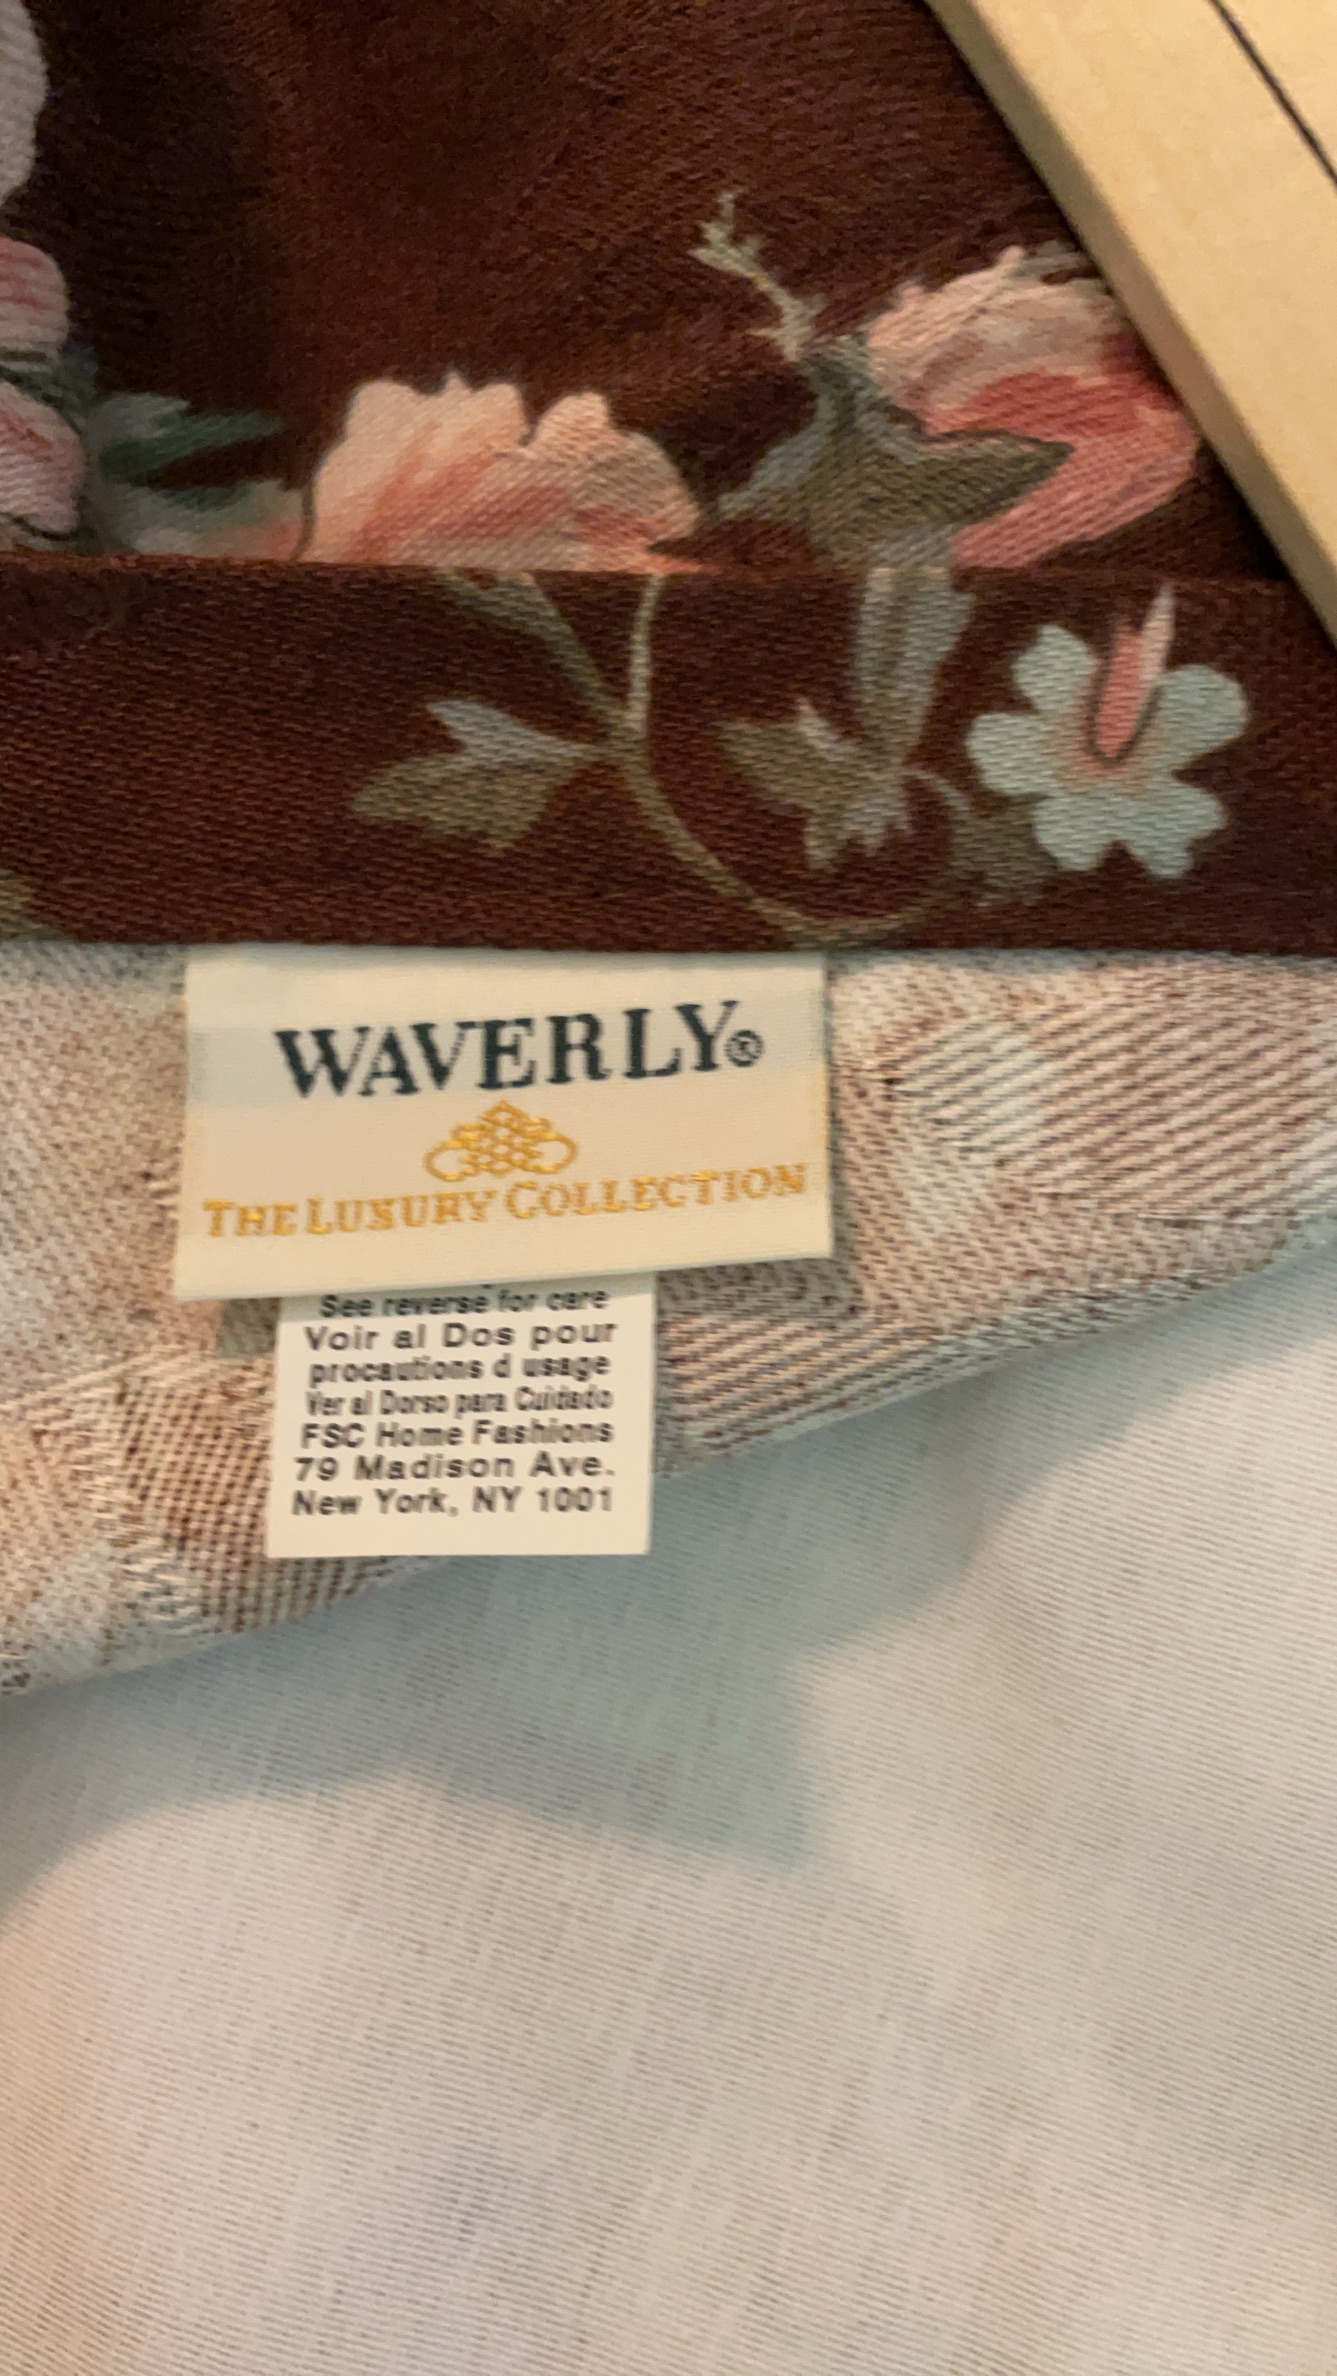 WAVERLY®
THE LUXURY COLLECTION
See reverse for care
Voir al Dos pour
procautions d usage
Ver al Dorso para Cuidado
FSC Home Fashions
79 Madison Ave.
New York, NY 1001